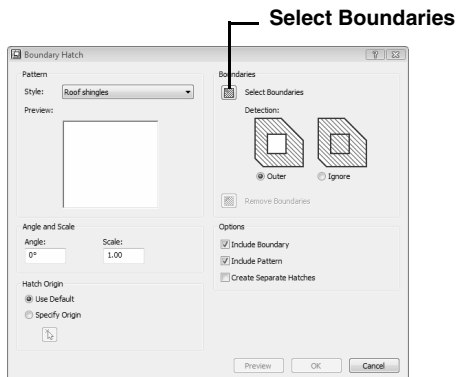 Select Boundaries
Boundary Hatch
Pattern
Style: Roof shingles
Preview:
Boundaries
Select Boundaries
Detection:
Outer Ignore
Remove Boundaries
Angle and Scale
Angle: Scale:
0° 1.00
Hatch Origin
Use Default
Specify Origin
Options
Include Boundary
Include Pattern
Create Separate Hatches
Preview OK Cancel